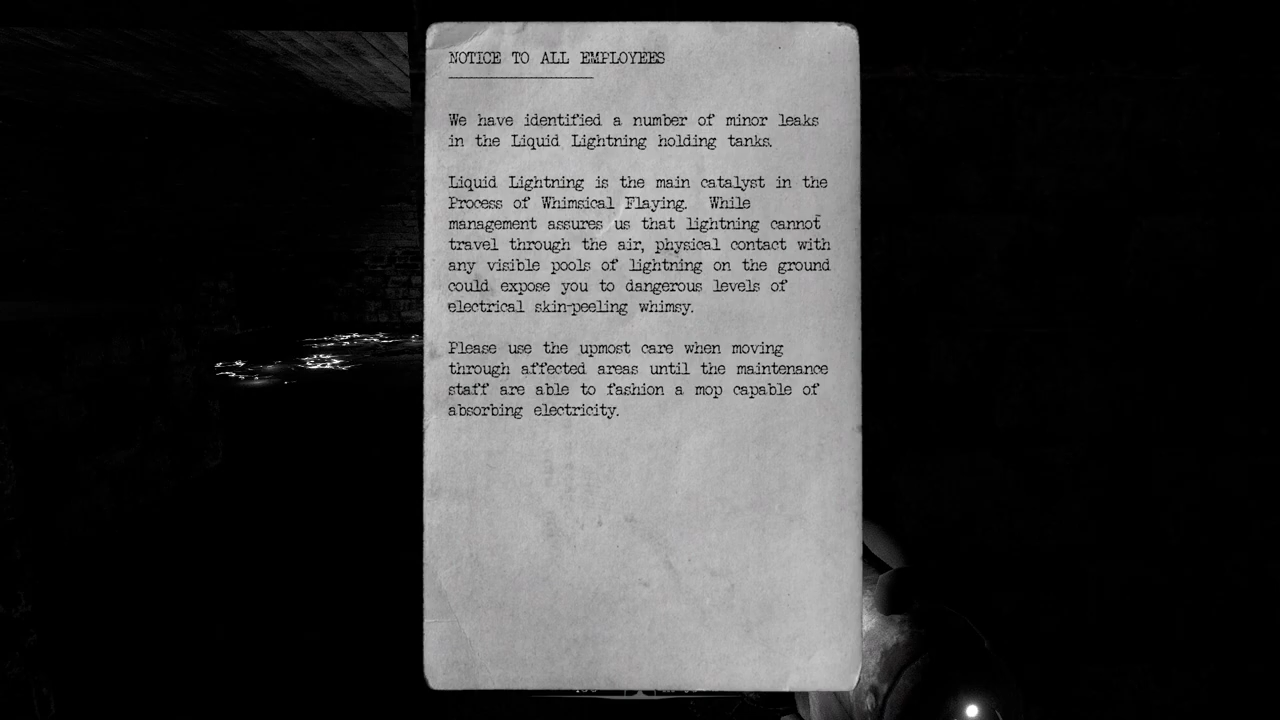 NOTICE TO ALL EMPLOYEES
We have identified a number of minor leaks
in the Liquid Lightning holding tanks.
Liquid Lightning is the main catalyst in the
Process of Whimsical Flaying. While
management assures us that lightning cannot
travel through the air, physical contact with
any visible pools of lightning on the ground
could expose you to dangerous levels of
electrical skin-peeling whimsy.
Please use the upmost care when moving
through affected areas until the maintenance
staff are able to fashion a mop capable of
absorbing electricity.